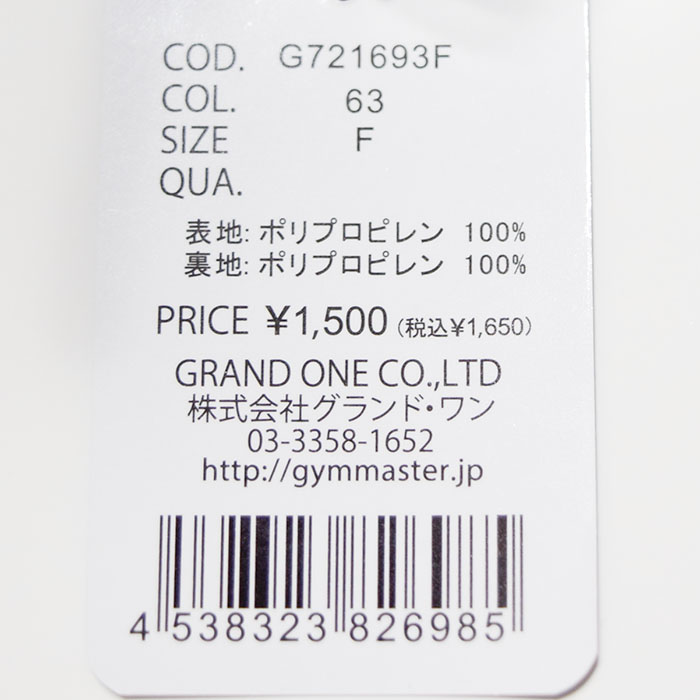 COD. G721693F
COL. 63
SIZE F
QUA.
表地: ポリプロピレン 100%
裏地: ポリプロピレン 100%
PRICE ¥1,500 (税込¥1,650)
GRAND ONE CO.,LTD
株式会社グランド・ワン
03-3358-1652
http://gymmaster.jp
4 538323 826985